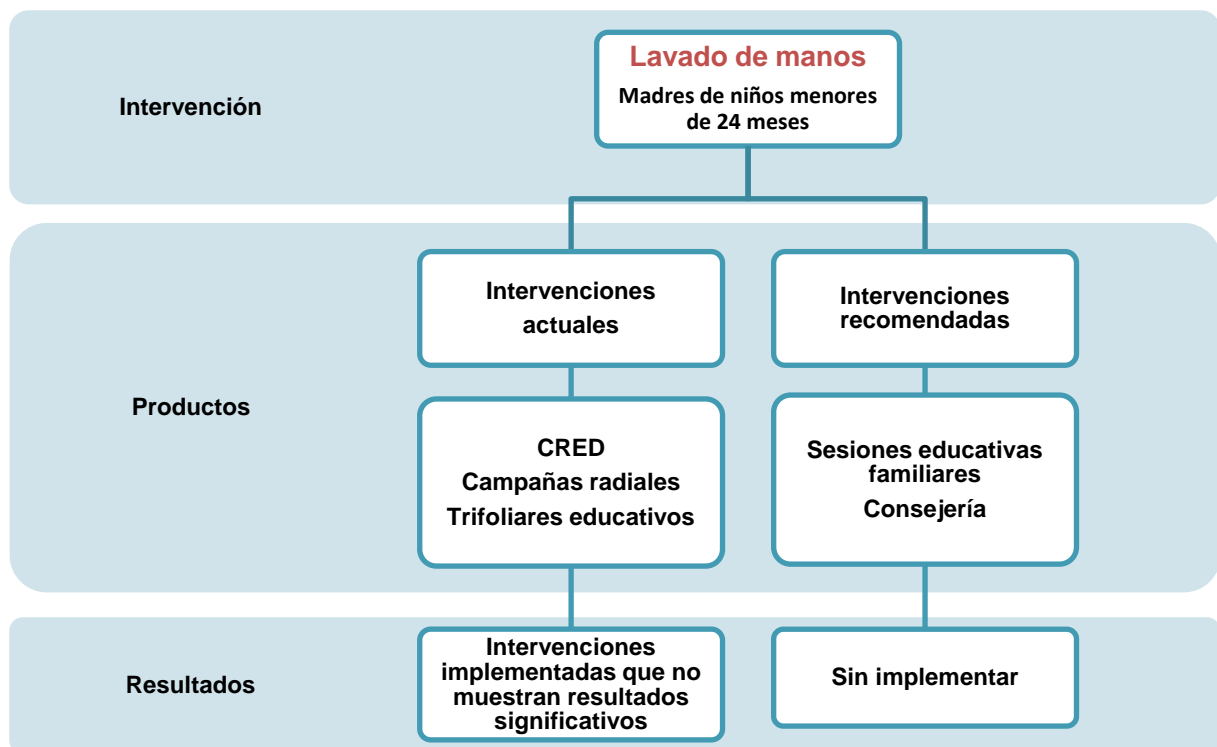 Intervención
Lavado de manos
Madres de niños menores
de 24 meses
Productos
Intervenciones
actuales
Intervenciones
recomendadas
CRED
Campañas radiales
Trifoliares educativos
Sesiones educativas
familiares
Consejería
Resultados
Intervenciones
implementadas que no
muestran resultados
significativos
Sin implementar